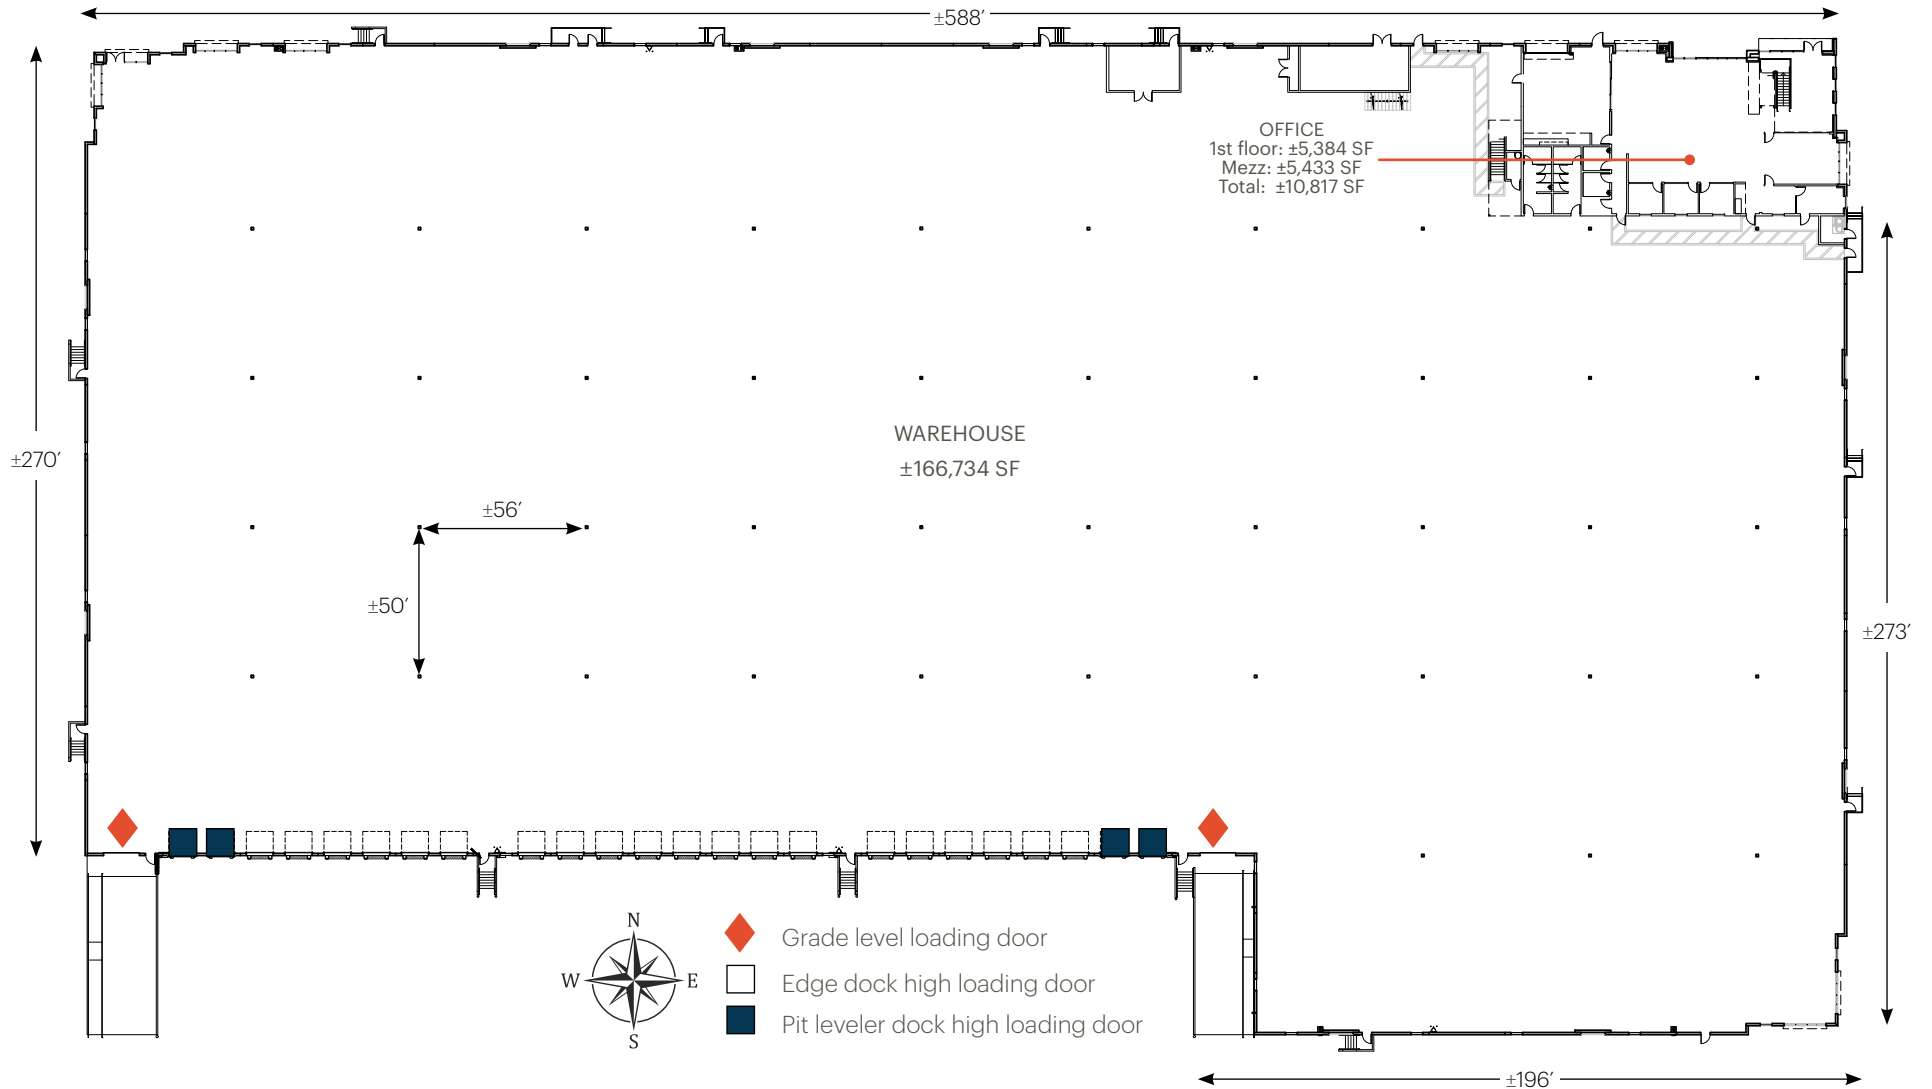 ±588’
OFFICE
1st floor: ±5,384 SF
Mezz: ±5,433 SF
Total: ±10,817 SF
WAREHOUSE
±166,734 SF
±270’
±56’
±50’
±273’
N
W E
S
Grade level loading door
Edge dock high loading door
Pit leveler dock high loading door
±196’